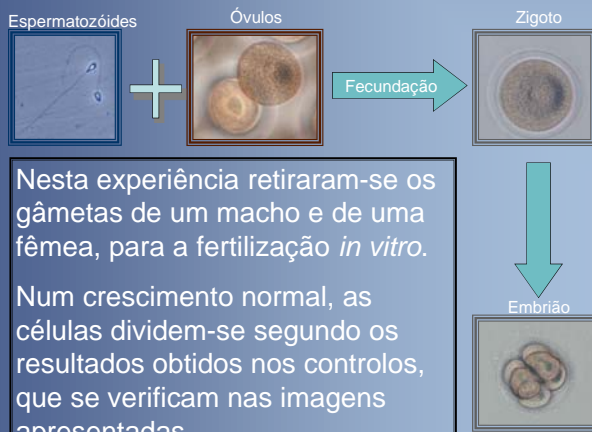 Espermatozóides
Óvulos
Zigoto
Fecundação
Nesta experiência retiraram-se os
gâmetas de um macho e de uma
fêmea, para a fertilização in vitro.
Num crescimento normal, as
células dividem-se segundo os
resultados obtidos nos controlos,
que se verificam nas imagens
apresentadas
Embrião